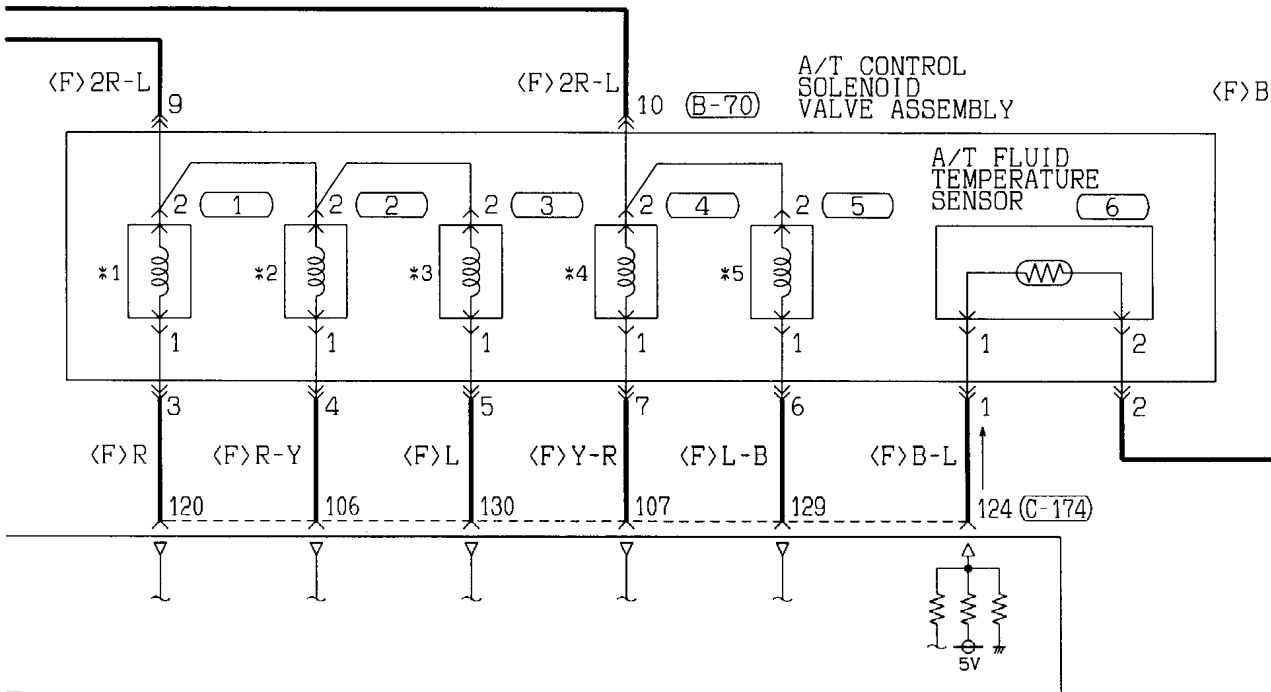 <F>2R-L
<F>2R-L
A/T CONTROL
SOLENOID
VALVE ASSEMBLY
<F>B
9
10
B-70
A/T FLUID
TEMPERATURE
SENSOR
2
1
2
2
2
3
2
4
2
5
6
*1
*2
*3
*4
*5
1
1
1
1
1
1
2
3
4
5
7
6
1
2
<F>R
<F>R-Y
<F>L
<F>Y-R
<F>L-B
<F>B-L
120
106
130
107
129
124
C-174
5V